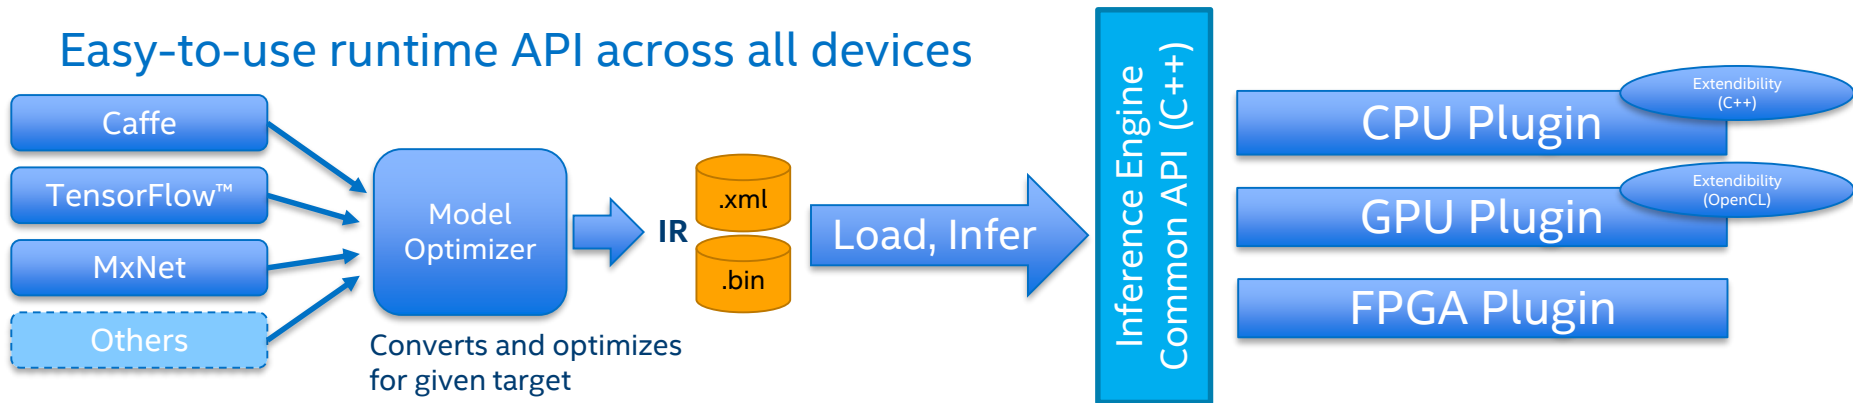 Easy-to-use runtime API across all devices
Caffe
TensorFlow™
MxNet
Others
Model
Optimizer
Converts and optimizes
for given target
IR
.xml
.bin
Load, Infer
Inference Engine
Common API (C++)
CPU Plugin
Extendibility
(C++)
GPU Plugin
Extendibility
(OpenCL)
FPGA Plugin